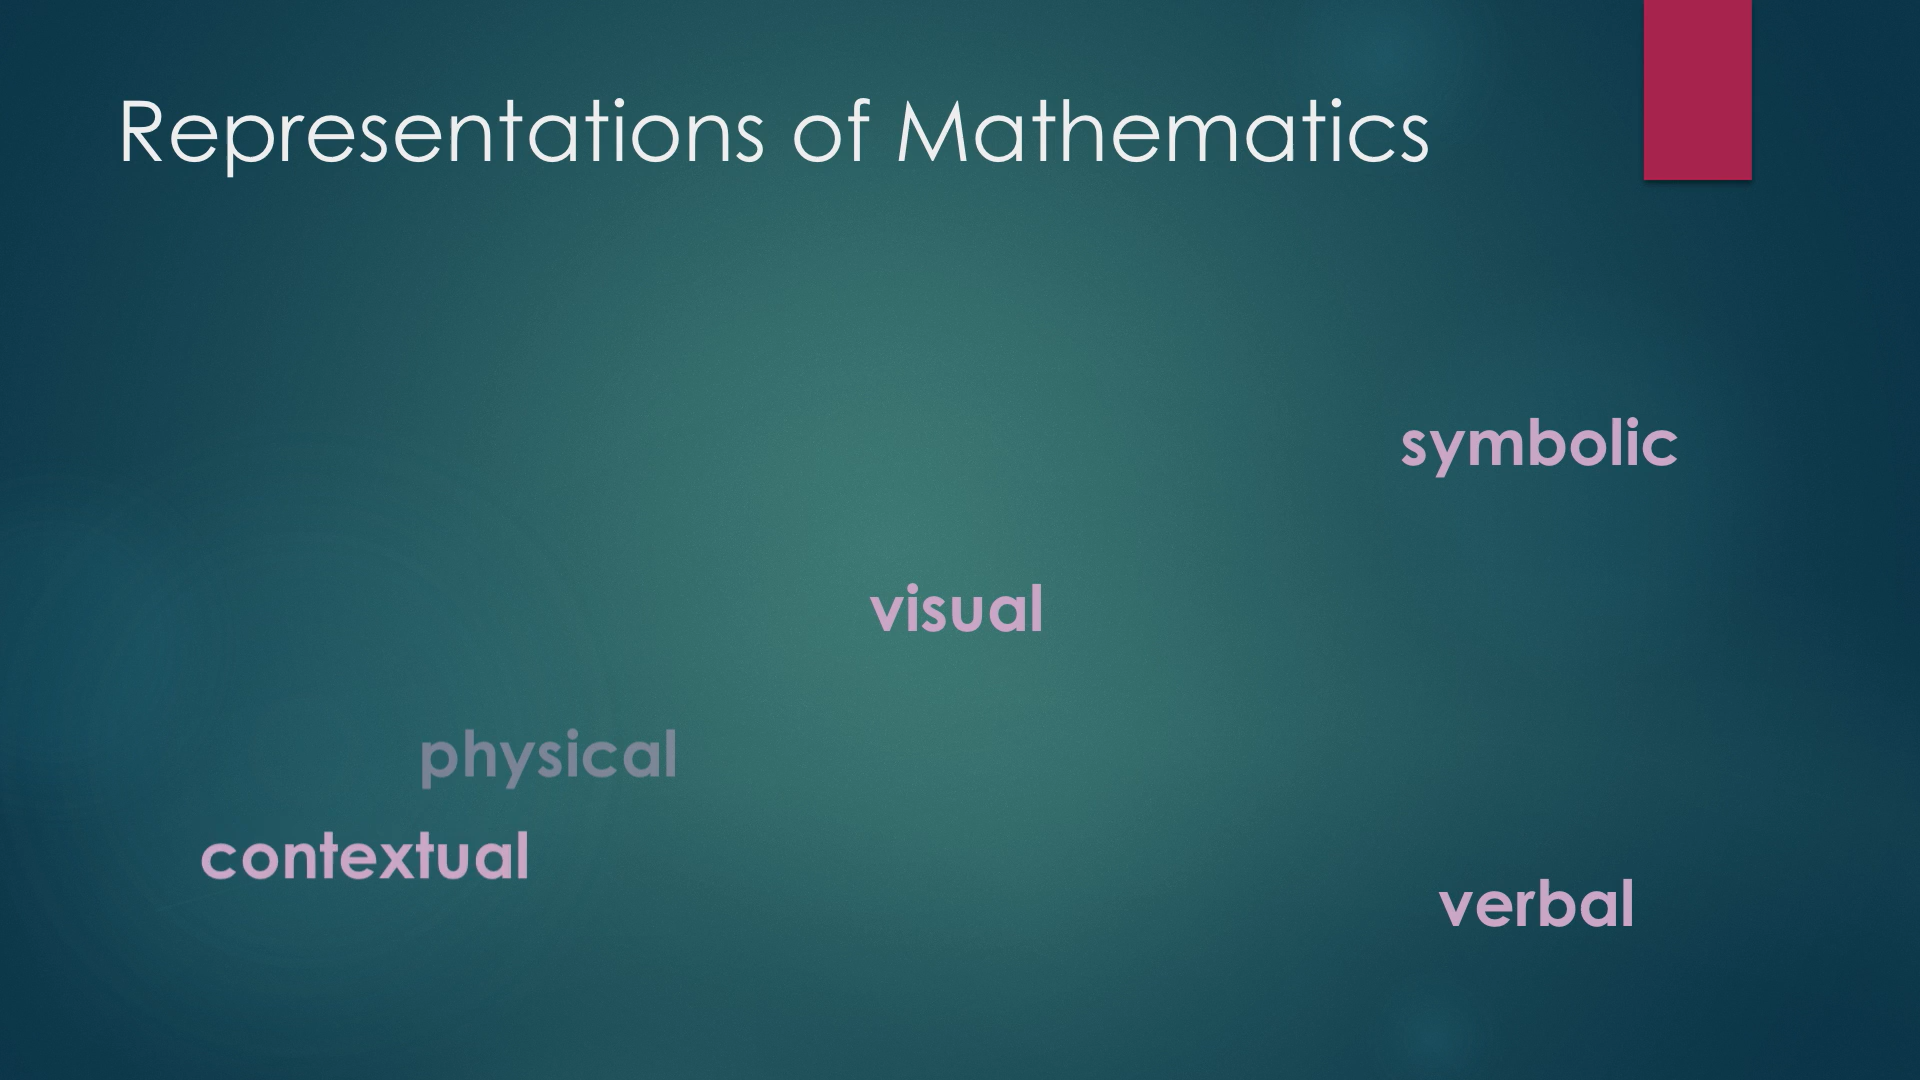 Representations of Mathematics
symbolic
visual
physical
contextual
verbal